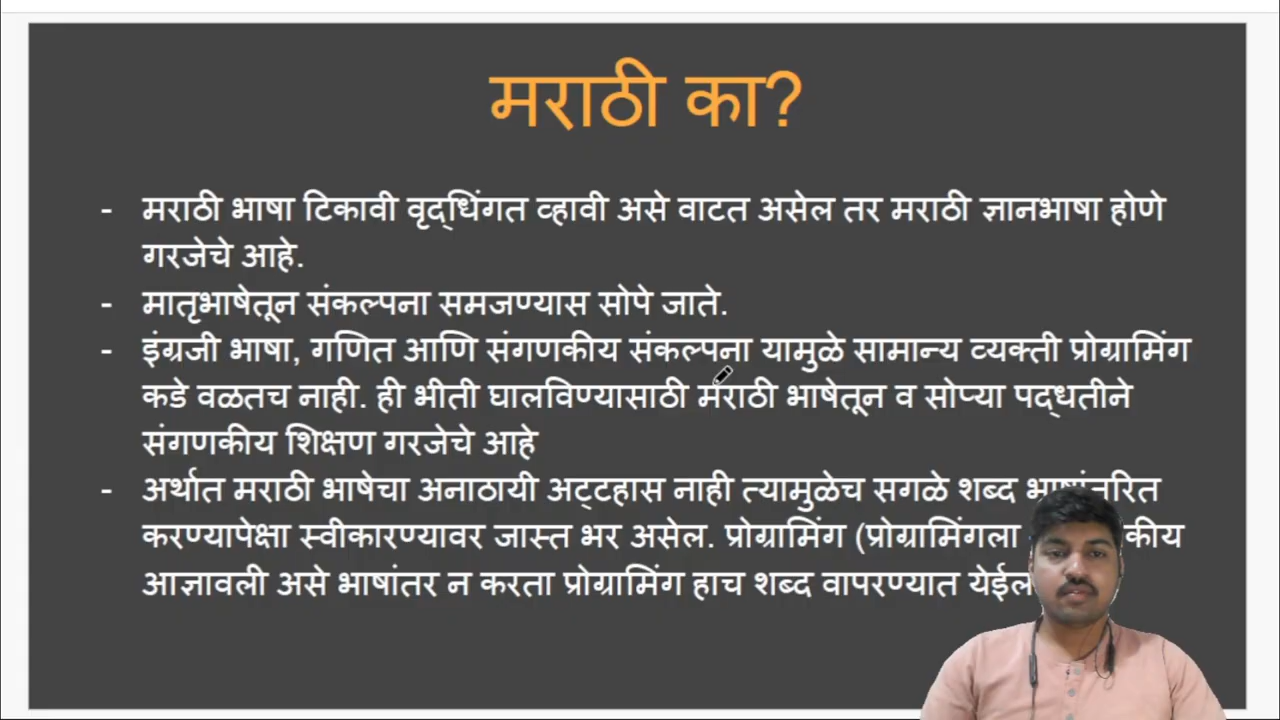 मराठी का?
- मराठी भाषा टिकावी वृद्धिंगत व्हावी असे वाटत असेल तर मराठी ज्ञानभाषा होणे
गरजेचे आहे.
- मातृभाषेतून संकल्पना समजण्यास सोपे जाते.
- इंग्रजी भाषा, गणित आणि संगणकीय संकल्पना यामुळे सामान्य व्यक्ती प्रोग्रामिंग
कडे वळतच नाही. ही भीती घालविण्यासाठी मराठी भाषेतून व सोप्या पद्धतीने
संगणकीय शिक्षण गरजेचे आहे
- अर्थात मराठी भाषेचा अनाठायी अट्टहास नाही त्यामुळेच सगळे शब्द भाषांतरित
करण्यापेक्षा स्वीकारण्यावर जास्त भर असेल. प्रोग्रामिंग (प्रोग्रामिंगला
आज्ञावली असे भाषांतर न करता प्रोग्रामिंग हाच शब्द वापरण्यात येईल